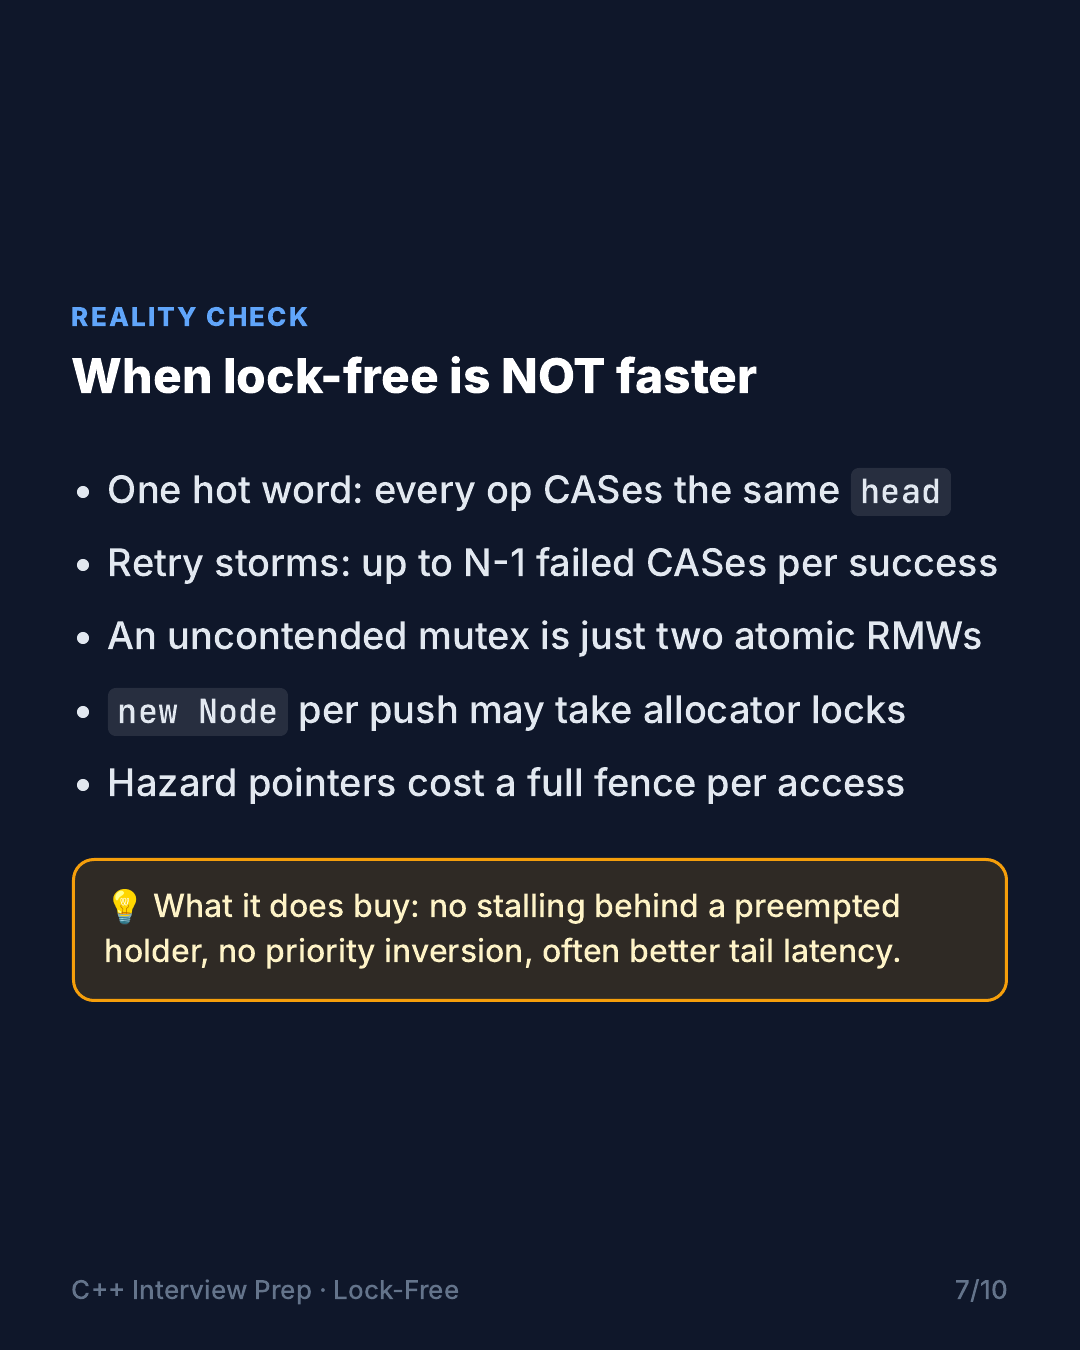 REALITY CHECK
When lock-free is NOT faster
• One hot word: every op CASes the same head
• Retry storms: up to N-1 failed CASes per success
• An uncontended mutex is just two atomic RMWs
• new Node per push may take allocator locks
• Hazard pointers cost a full fence per access
💡 What it does buy: no stalling behind a preempted
holder, no priority inversion, often better tail latency.
C++ Interview Prep · Lock-Free
7/10